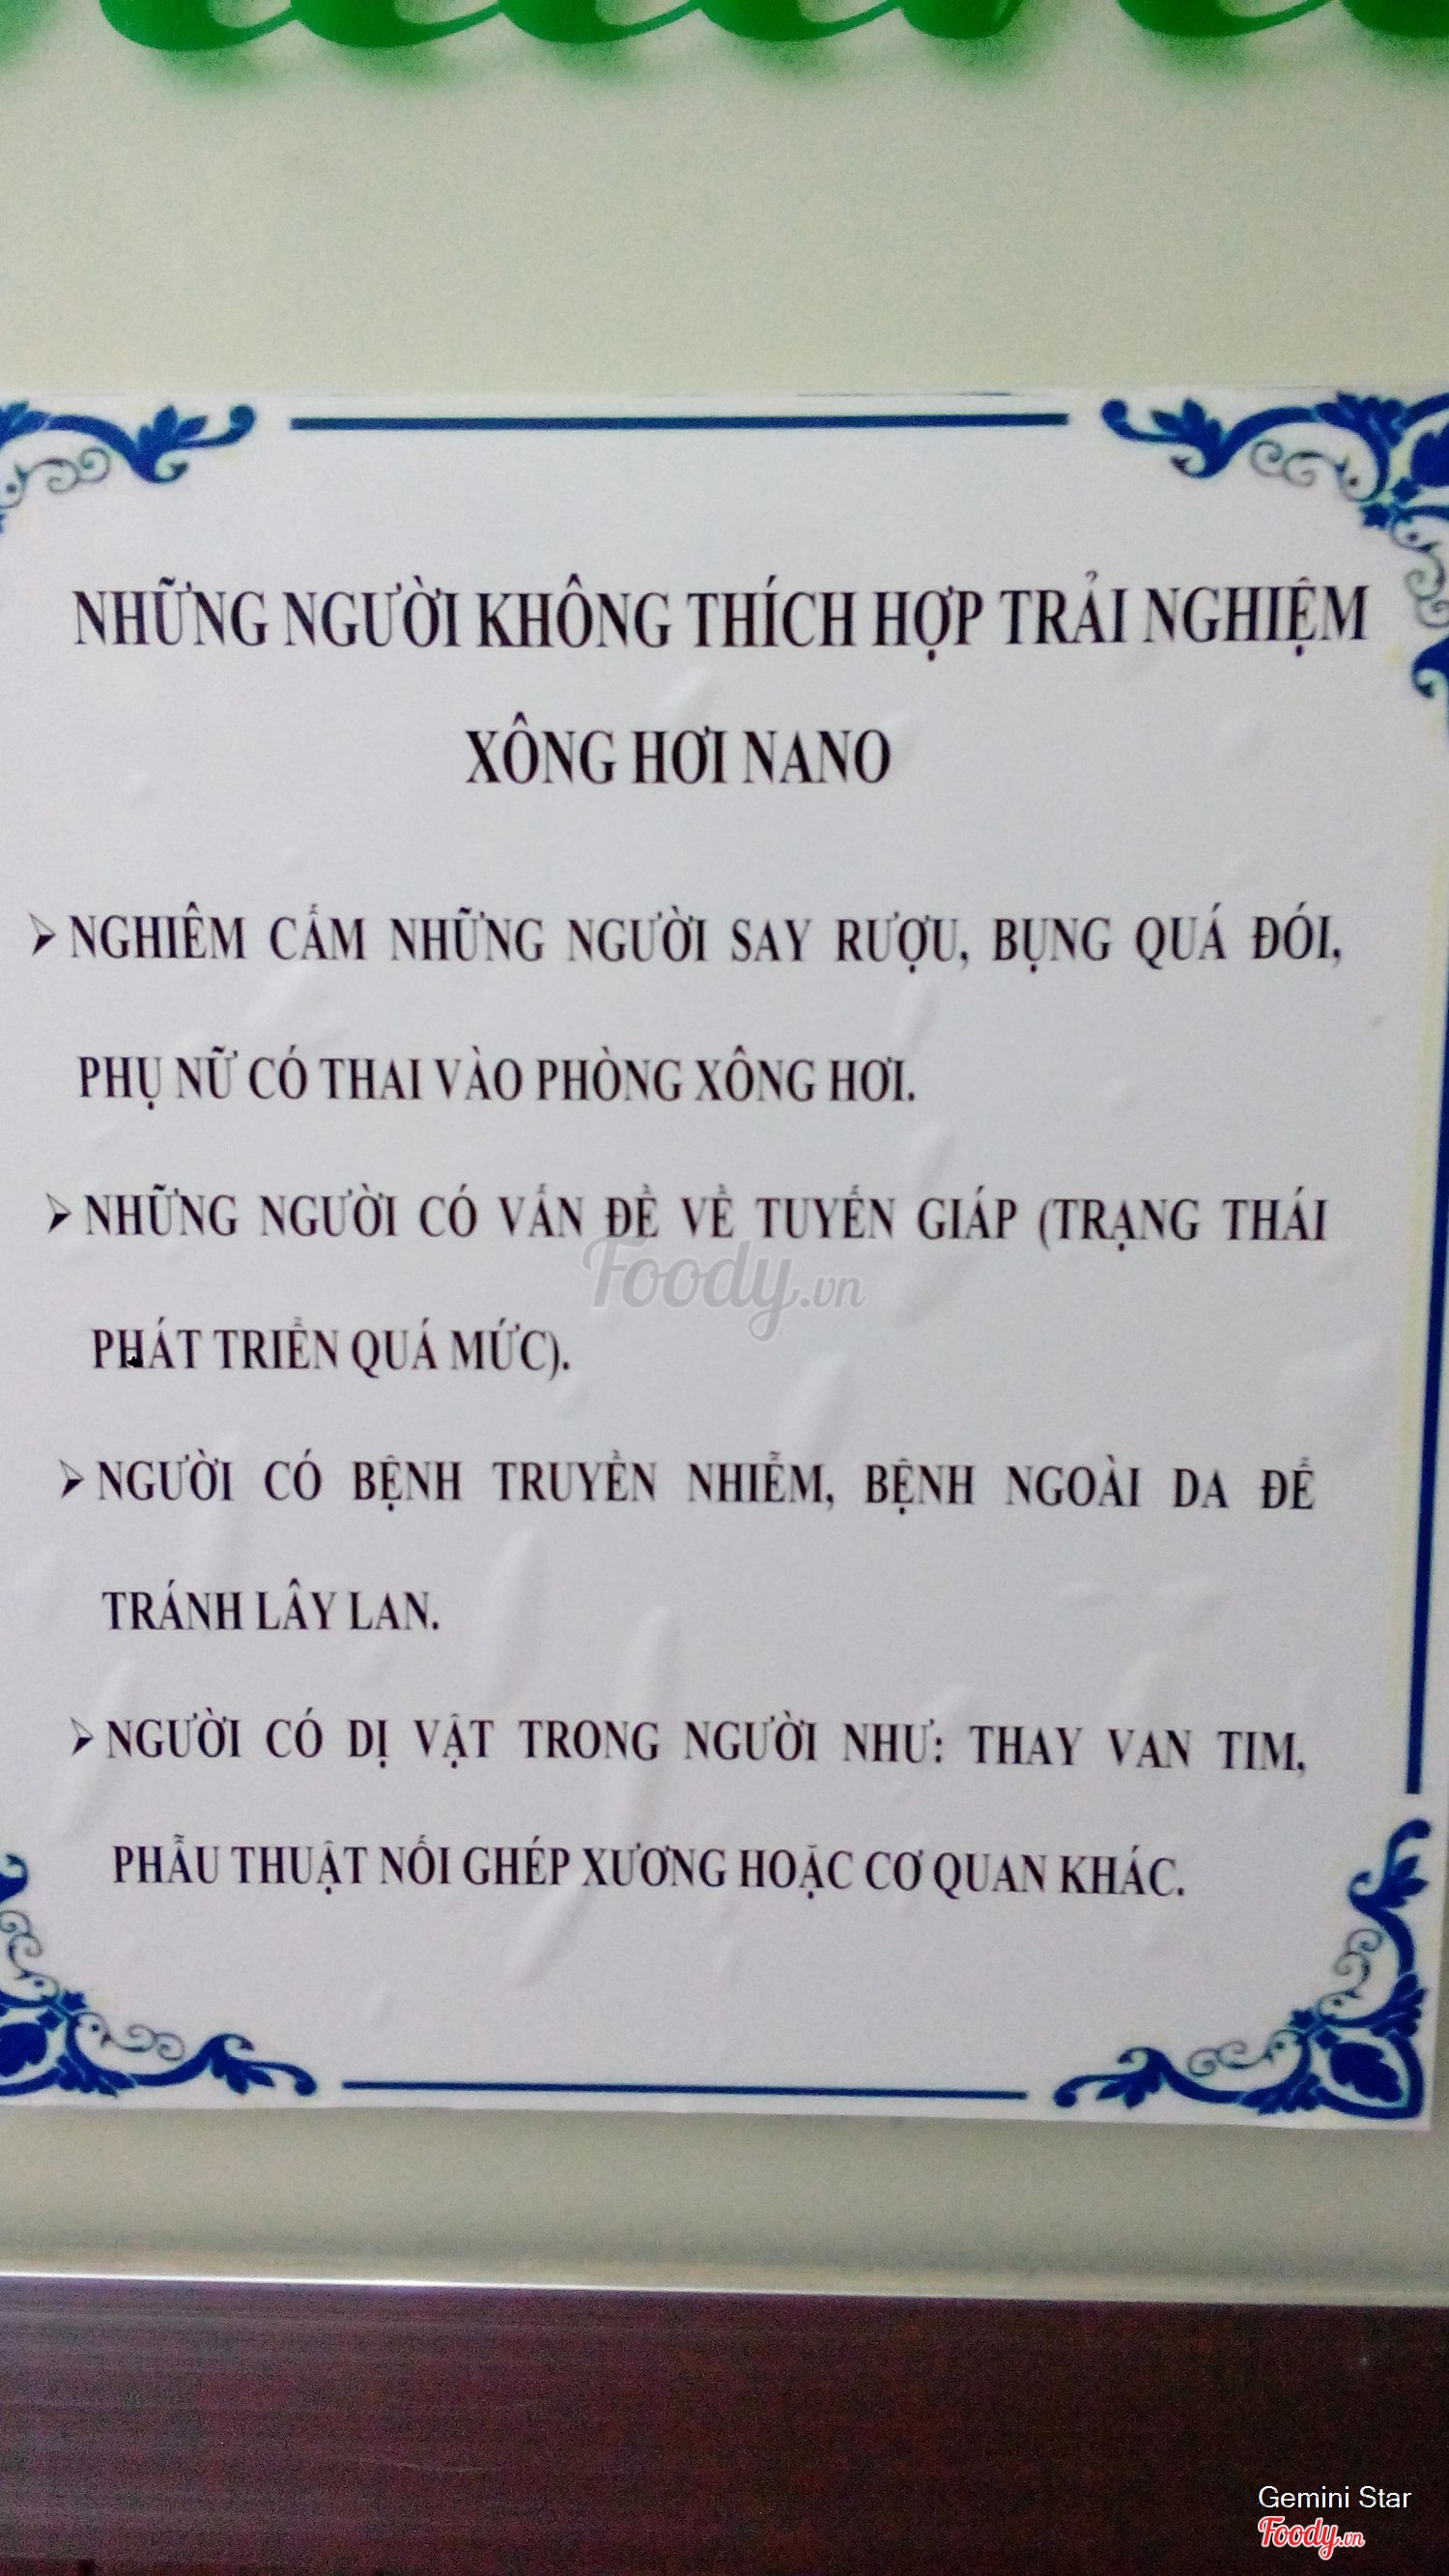 NHỮNG NGƯỜI KHÔNG THÍCH HỢP TRẢI NGHIỆM
XÔNG HƠI NANO
➢ NGHIÊM CẤM NHỮNG NGƯỜI SAY RƯỢU, BỤNG QUÁ ĐÓI,
PHỤ NỮ CÓ THAI VÀO PHÒNG XÔNG HƠI.
➢ NHỮNG NGƯỜI CÓ VẤN ĐỀ VỀ TUYẾN GIÁP (TRẠNG THÁI
Foody.vn
PHÁT TRIỂN QUÁ MỨC).
➢ NGƯỜI CÓ BỆNH TRUYỀN NHIỄM, BỆNH NGOÀI DA ĐỂ
TRÁNH LÂY LAN.
➢ NGƯỜI CÓ DỊ VẬT TRONG NGƯỜI NHƯ: THAY VAN TIM,
PHẪU THUẬT NỐI GHÉP XƯƠNG HOẶC CƠ QUAN KHÁC.
Gemini Star
Foody.vn